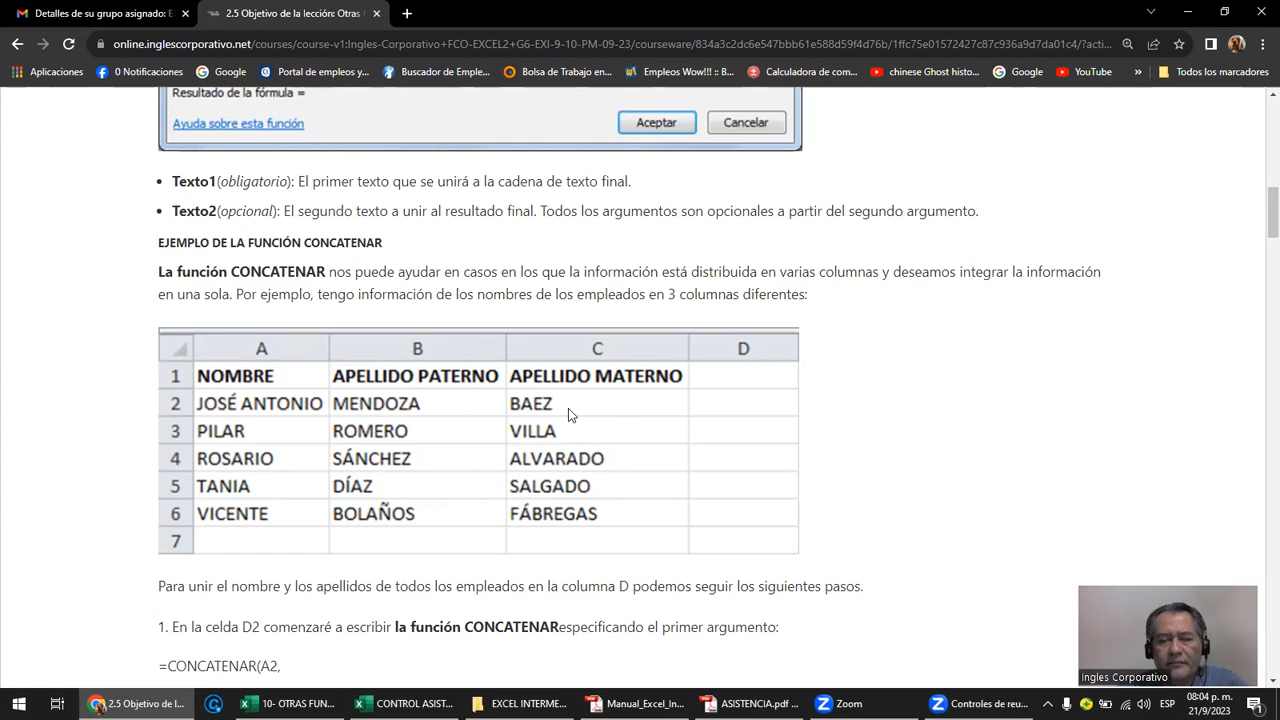 Detalles de su grupo asignado: E
2.5 Objetivo de la lección: Otras F
online.inglescorporativo.net/courses/course-v1:Ingles-Corporativo+FCO-EXCEL2+G6-EXI-9-10-PM-09-23/courseware/834a3c2dc6e547bbb61e588d59f4d76b/1ffc75e01572427c87c936a9d7da01c4/?acti...
Aplicaciones
0 Notificaciones
Google
Portal de empleos y...
Buscador de Emple...
Bolsa de Trabajo en...
Empleos Wow!!! :: B...
Calculadora de com...
chinese Ghost histo...
Google
YouTube
»
Todos los marcadores
Resultado de la fórmula =
Ayuda sobre esta función
Aceptar
Cancelar
• Texto1(obligatorio): El primer texto que se unirá a la cadena de texto final.
• Texto2(opcional): El segundo texto a unir al resultado final. Todos los argumentos son opcionales a partir del segundo argumento.
EJEMPLO DE LA FUNCIÓN CONCATENAR
La función CONCATENAR nos puede ayudar en casos en los que la información está distribuida en varias columnas y deseamos integrar la información
en una sola. Por ejemplo, tengo información de los nombres de los empleados en 3 columnas diferentes:
A B C D
1 NOMBRE APELLIDO PATERNO APELLIDO MATERNO
2 JOSÉ ANTONIO MENDOZA BAEZ
3 PILAR ROMERO VILLA
4 ROSARIO SÁNCHEZ ALVARADO
5 TANIA DÍAZ SALGADO
6 VICENTE BOLAÑOS FÁBREGAS
7
Para unir el nombre y los apellidos de todos los empleados en la columna D podemos seguir los siguientes pasos.
1. En la celda D2 comenzaré a escribir la función CONCATENARespecificando el primer argumento:
=CONCATENAR(A2,
Ingles Corporativo
2.5 Objetivo de l...
10- OTRAS FUN...
CONTROL ASIST...
EXCEL INTERME...
Manual_Excel_In...
ASISTENCIA.pdf ...
Zoom
Controles de reu...
ESP
08:04 p. m.
21/9/2023